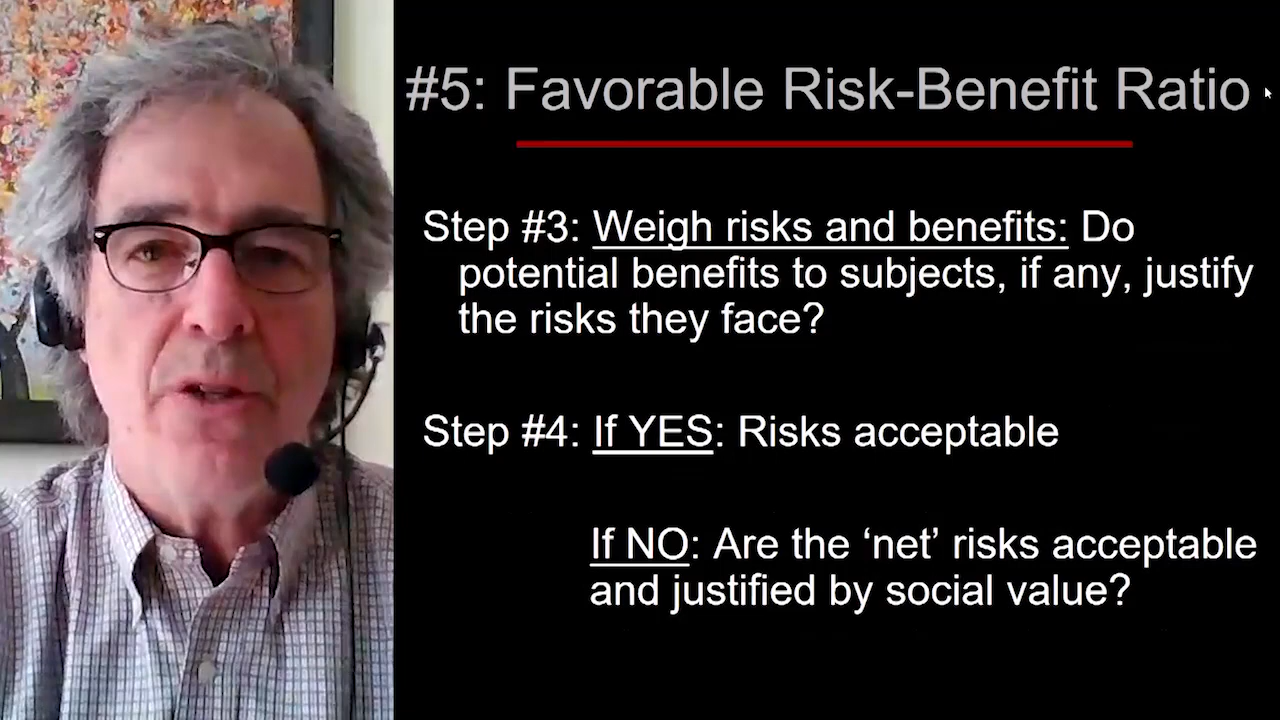 #5: Favorable Risk-Benefit Ratio
Step #3: Weigh risks and benefits: Do
potential benefits to subjects, if any, justify
the risks they face?
Step #4: If YES: Risks acceptable
If NO: Are the ‘net’ risks acceptable
and justified by social value?